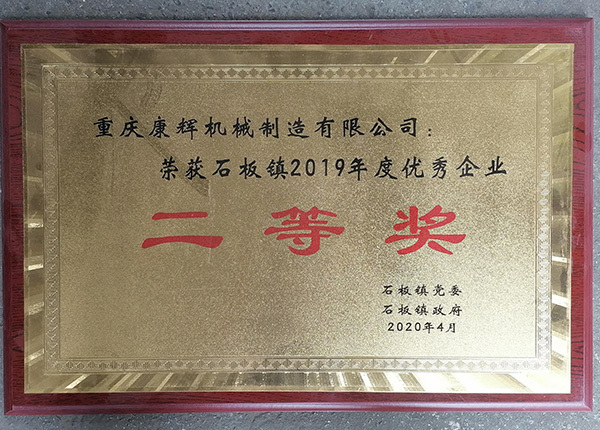 重庆康辉机械制造有限公司：
荣获石板镇2019年度优秀企业
二等奖
石板镇党委
石板镇政府
2020年4月